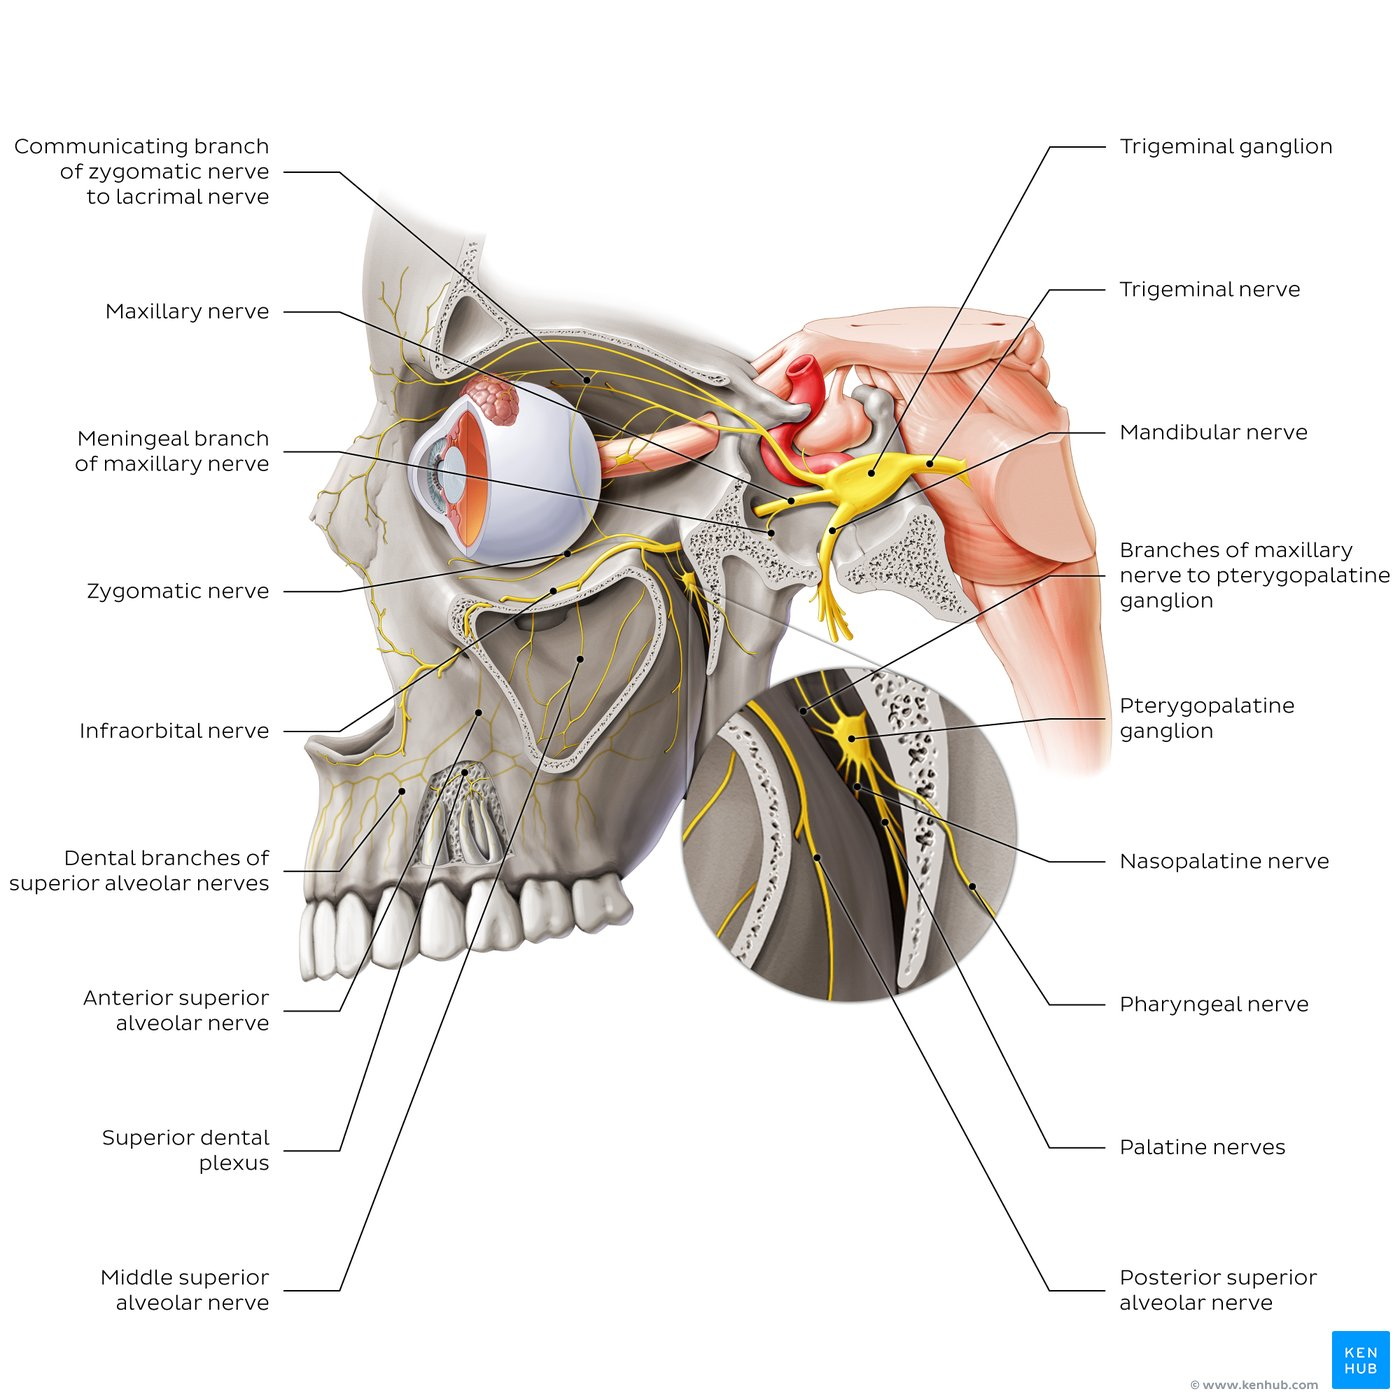 Communicating branch
of zygomatic nerve
to lacrimal nerve
Maxillary nerve
Meningeal branch
of maxillary nerve
Zygomatic nerve
Infraorbital nerve
Dental branches of
superior alveolar nerves
Anterior superior
alveolar nerve
Superior dental
plexus
Middle superior
alveolar nerve
Trigeminal ganglion
Trigeminal nerve
Mandibular nerve
Branches of maxillary
nerve to pterygopalatine
ganglion
Pterygopalatine
ganglion
Nasopalatine nerve
Pharyngeal nerve
Palatine nerves
Posterior superior
alveolar nerve
KEN
HUB
© www.kenhub.com